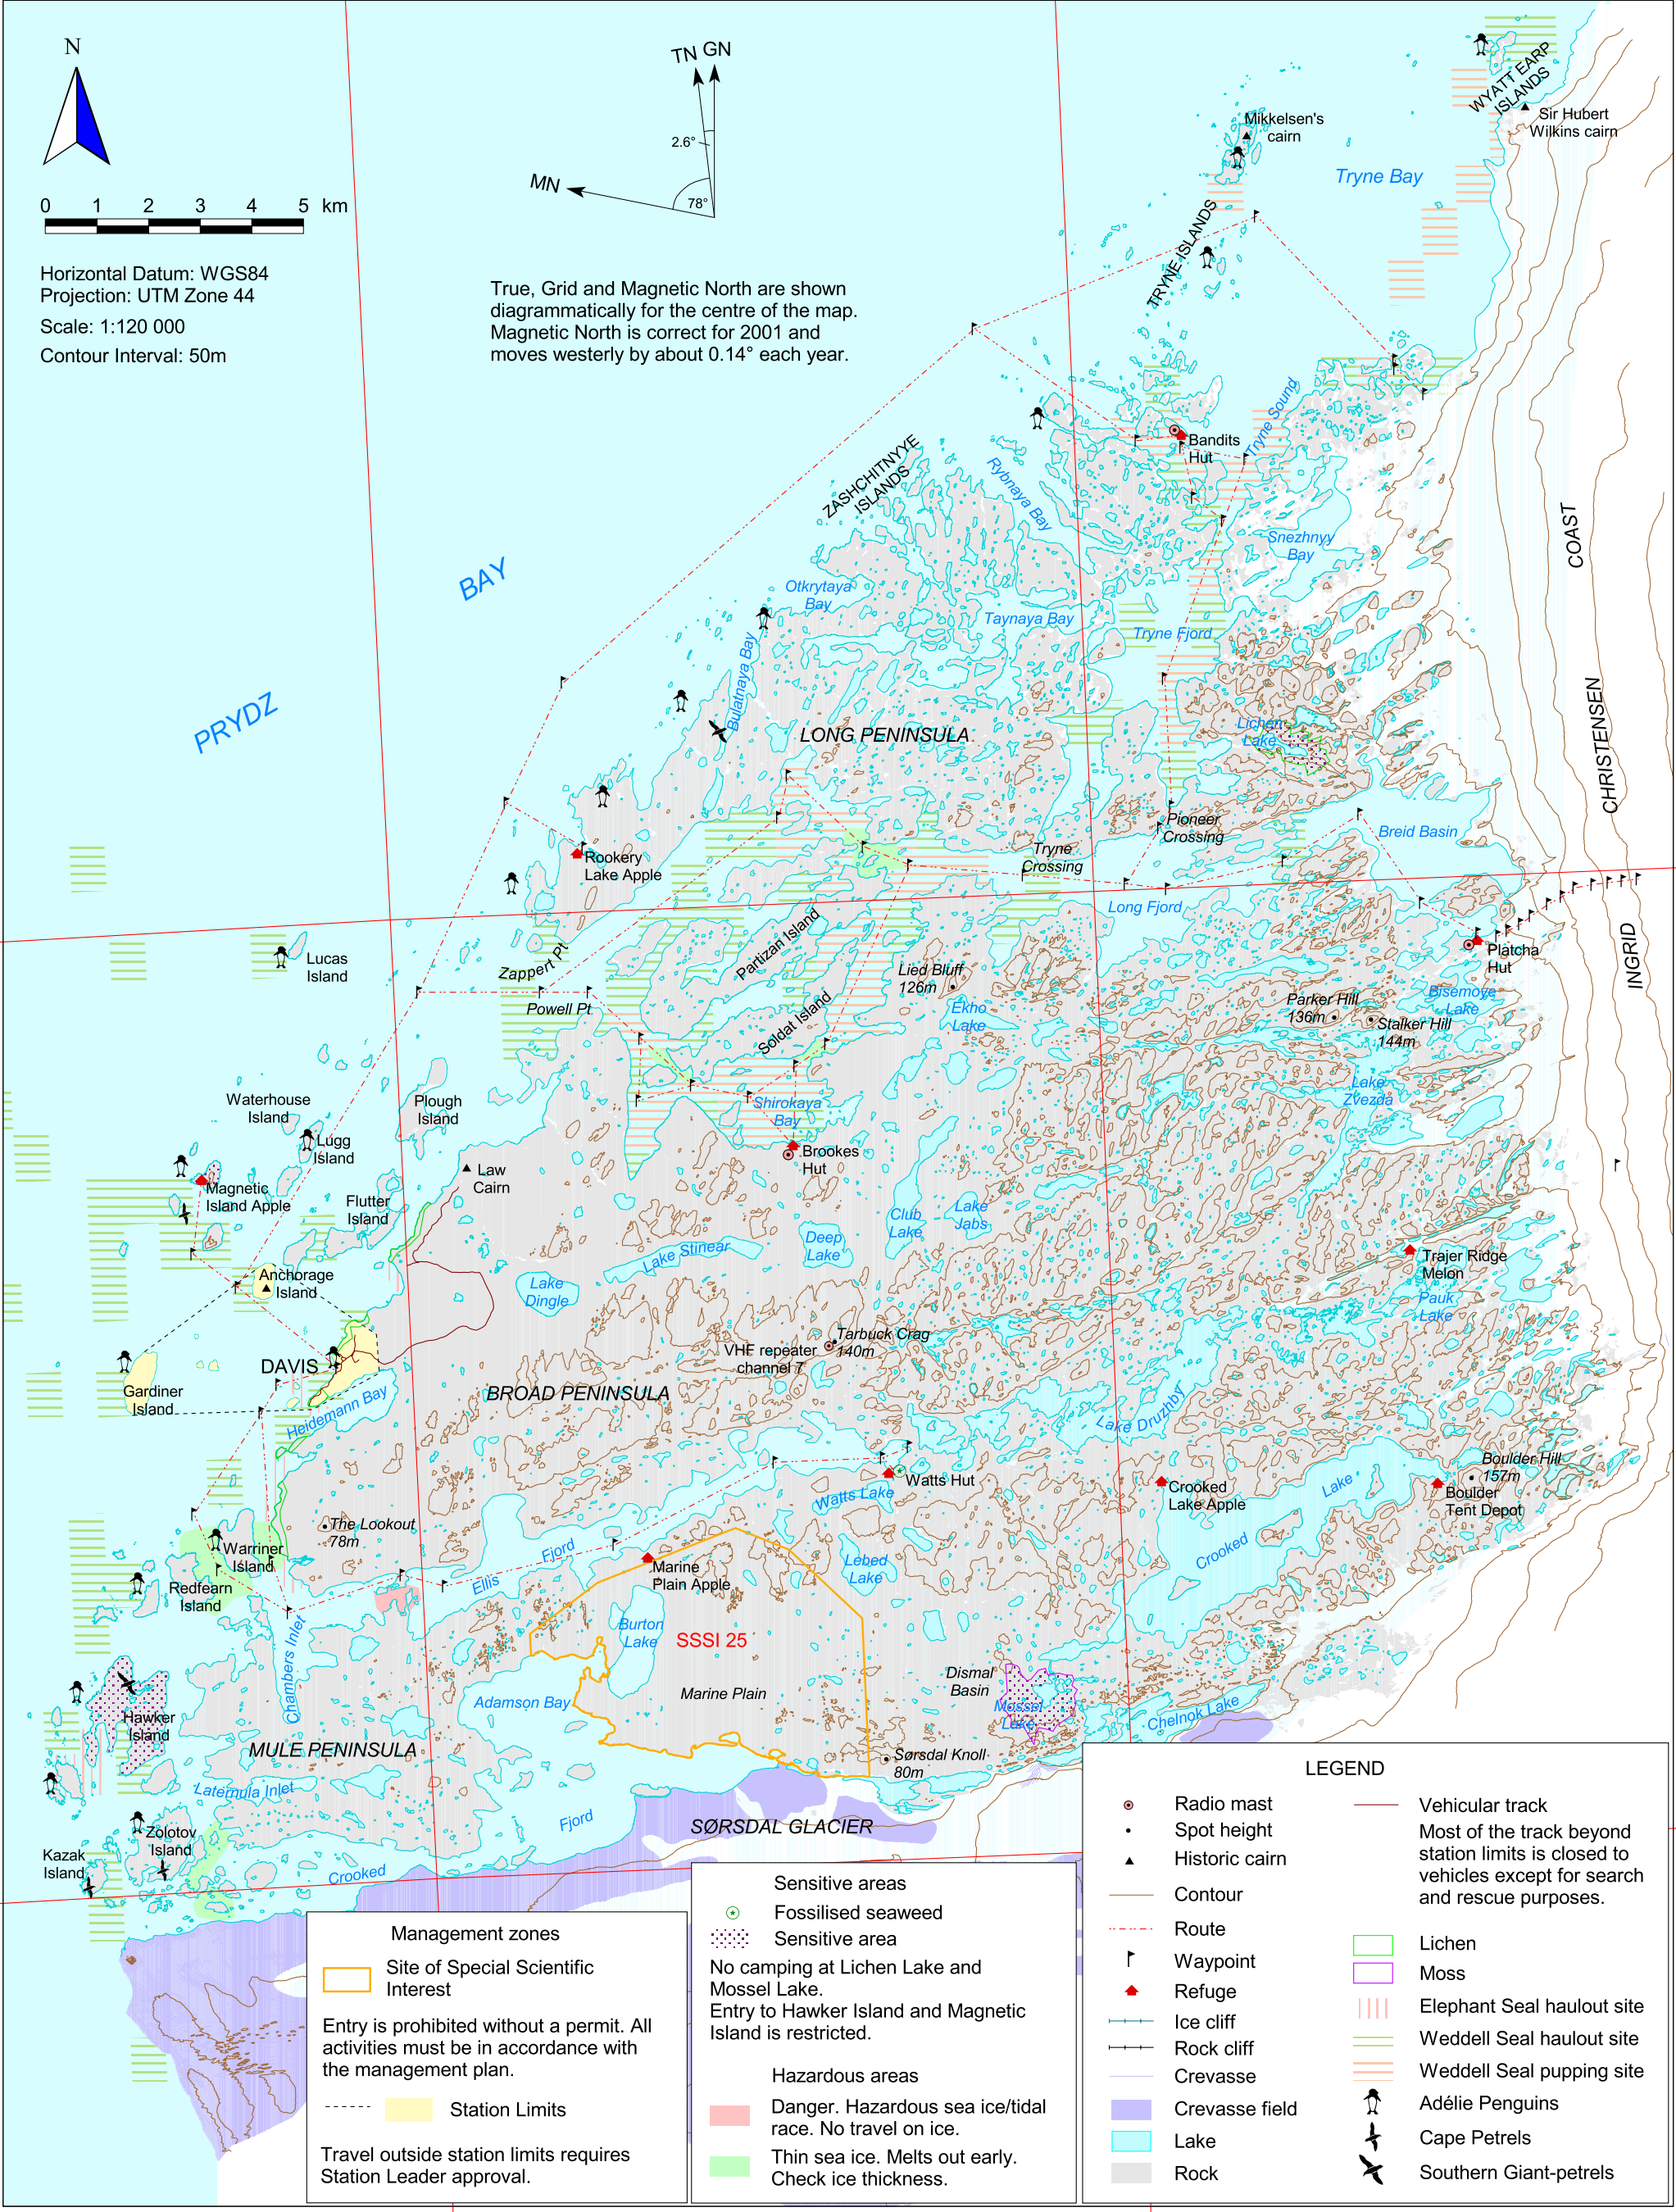 N
0 1 2 3 4 5 km
Horizontal Datum: WGS84
Projection: UTM Zone 44
Scale: 1:120 000
Contour Interval: 50m
TN GN
2.6°
MN
78°
True, Grid and Magnetic North are shown
diagrammatically for the centre of the map.
Magnetic North is correct for 2001 and
moves westerly by about 0.14° each year.
WYATT EARP
ISLANDS
Sir Hubert
Wilkins cairn
Mikkelsen's
cairn
Tryne Bay
TRYNE ISLANDS
Tryne Sound
Bandits
Hut
ZASHCHITNYYE
ISLANDS
Rybnaya Bay
Snezhnyy
Bay
COAST
BAY
Otkrytaya
Bay
Taynaya Bay
Tryne Fjord
Bulatnaya Bay
PRYDZ
LONG PENINSULA
Lichen
Lake
CHRISTENSEN
Pioneer
Crossing
Breid Basin
Tryne
Crossing
Rookery
Lake Apple
Long Fjord
Partizan Island
INGRID
Platcha
Hut
Lucas
Island
Zappert Pt
Lied Bluff
126m
Powell Pt
Ekho
Lake
Soldat Island
Parker Hill
136m
Bisemoye
Lake
Stalker Hill
144m
Lake
Zvezda
Waterhouse
Island
Plough
Island
Shirokaya
Bay
Lugg
Island
Brookes
Hut
Law
Cairn
Magnetic
Island Apple
Flutter
Island
Club
Lake
Lake
Jabs
Deep
Lake
Lake Stinear
Trajer Ridge
Melon
Anchorage
Island
Lake
Dingle
Pauk
Lake
Tarbuck Crag
140m
VHF repeater
channel 7
DAVIS
Gardiner
Island
BROAD PENINSULA
Heidemann Bay
Lake Druzhby
Watts Hut
Watts Lake
Crooked
Lake Apple
Boulder Hill
157m
Boulder
Tent Depot
Crooked Lake
The Lookout
78m
Warriner
Island
Redfearn
Island
Ellis Fjord
Marine
Plain Apple
Lebed
Lake
Burton
Lake
SSSI 25
Chambers Inlet
Adamson Bay
Marine Plain
Dismal
Basin
Mossel
Lake
Chelnok Lake
Hawker
Island
MULE PENINSULA
Sørsdal Knoll
80m
Laternula Inlet
Zolotov
Island
Kazak
Island
Crooked Fjord
SØRSDAL GLACIER
Management zones
Site of Special Scientific
Interest
Entry is prohibited without a permit. All
activities must be in accordance with
the management plan.
Station Limits
Travel outside station limits requires
Station Leader approval.
Sensitive areas
Fossilised seaweed
Sensitive area
No camping at Lichen Lake and
Mossel Lake.
Entry to Hawker Island and Magnetic
Island is restricted.
Hazardous areas
Danger. Hazardous sea ice/tidal
race. No travel on ice.
Thin sea ice. Melts out early.
Check ice thickness.
LEGEND
Radio mast
Spot height
Historic cairn
Contour
Route
Waypoint
Refuge
Ice cliff
Rock cliff
Crevasse
Crevasse field
Lake
Rock
Vehicular track
Most of the track beyond
station limits is closed to
vehicles except for search
and rescue purposes.
Lichen
Moss
Elephant Seal haulout site
Weddell Seal haulout site
Weddell Seal pupping site
Adélie Penguins
Cape Petrels
Southern Giant-petrels